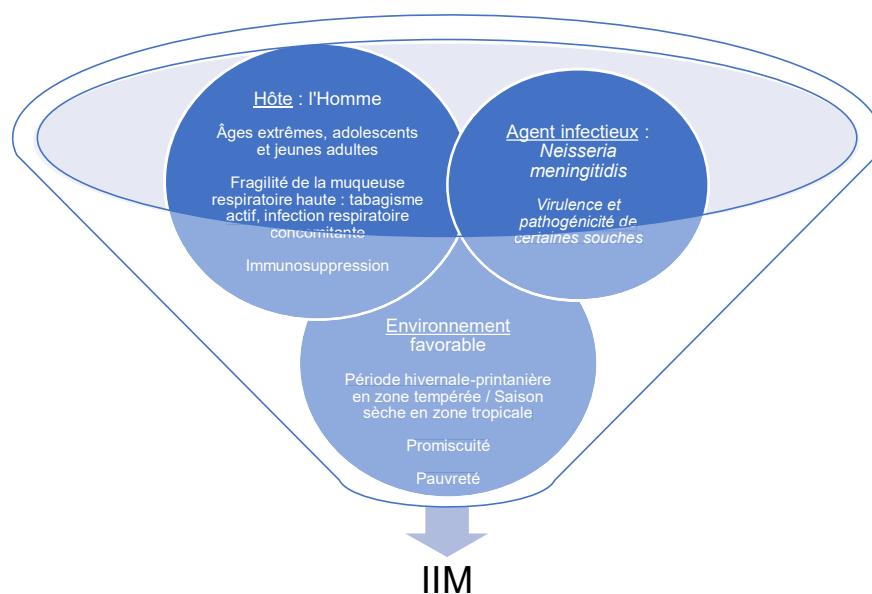 Hôte : l'Homme
Âges extrêmes, adolescents
et jeunes adultes
Fragilité de la muqueuse
respiratoire haute : tabagisme
actif, infection respiratoire
concomitante
Immunosuppression
Agent infectieux :
Neisseria
meningitidis
Virulence et
pathogénicité de
certaines souches
Environnement
favorable
Période hivernale-printanière
en zone tempérée / Saison
sèche en zone tropicale
Promiscuité
Pauvreté
IIM